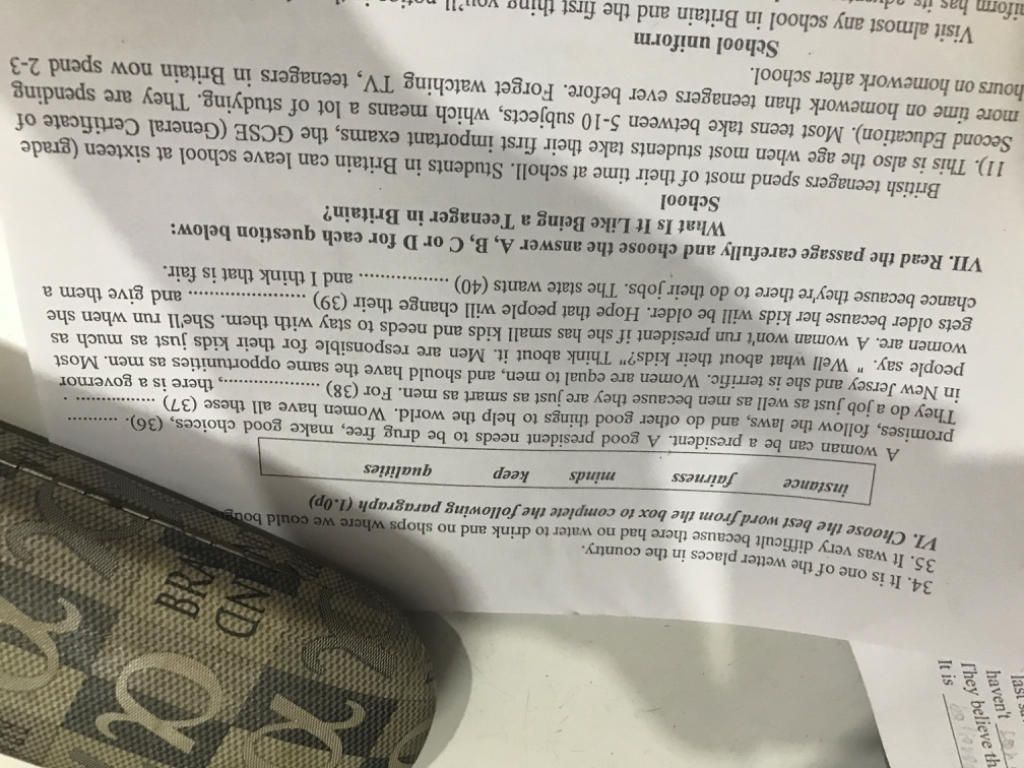 34. It is one of the wetter places in the country.
35. It was very difficult because there had no water to drink and no shops where we could
VI. Choose the best word from the box to complete the following paragraph (1.0p)
instance fairness minds keep qualities
A woman can be a president. A good president needs to be drug free, make good choices, (36). ..........
promises, follow the laws, and do other good things to help the world. Women have all these (37) ................ .
They do a job just as well as men because they are just as smart as men. For (38) ..................., there is a governor
in New Jersey and she is terrific. Women are equal to men, and should have the same opportunities as men. Most
people say. " Well what about their kids?" Think about it. Men are responsible for their kids just as much as
women are. A woman won't run president if she has small kids and needs to stay with them. She'll run when she
gets older because her kids will be older. Hope that people will change their (39) ...................... and give them a
chance because they're there to do their jobs. The state wants (40) ................. and I think that is fair.
VII. Read the passage carefully and choose the answer A, B, C or D for each question below:
What Is It Like Being a Teenager in Britain?
School
British teenagers spend most of their time at scholl. Students in Britain can leave school at sixteen (grade
11). This is also the age when most students take their first important exams, the GCSE (General Certificate of
Second Education). Most teens take between 5-10 subjects, which means a lot of studying. They are spending
more time on homework than teenagers ever before. Forget watching TV, teenagers in Britain now spend 2-3
hours on homework after school.
School uniform
Visit almost any school in Britain and the first thing you'll
has its
haven't
They believe
It is
BRA